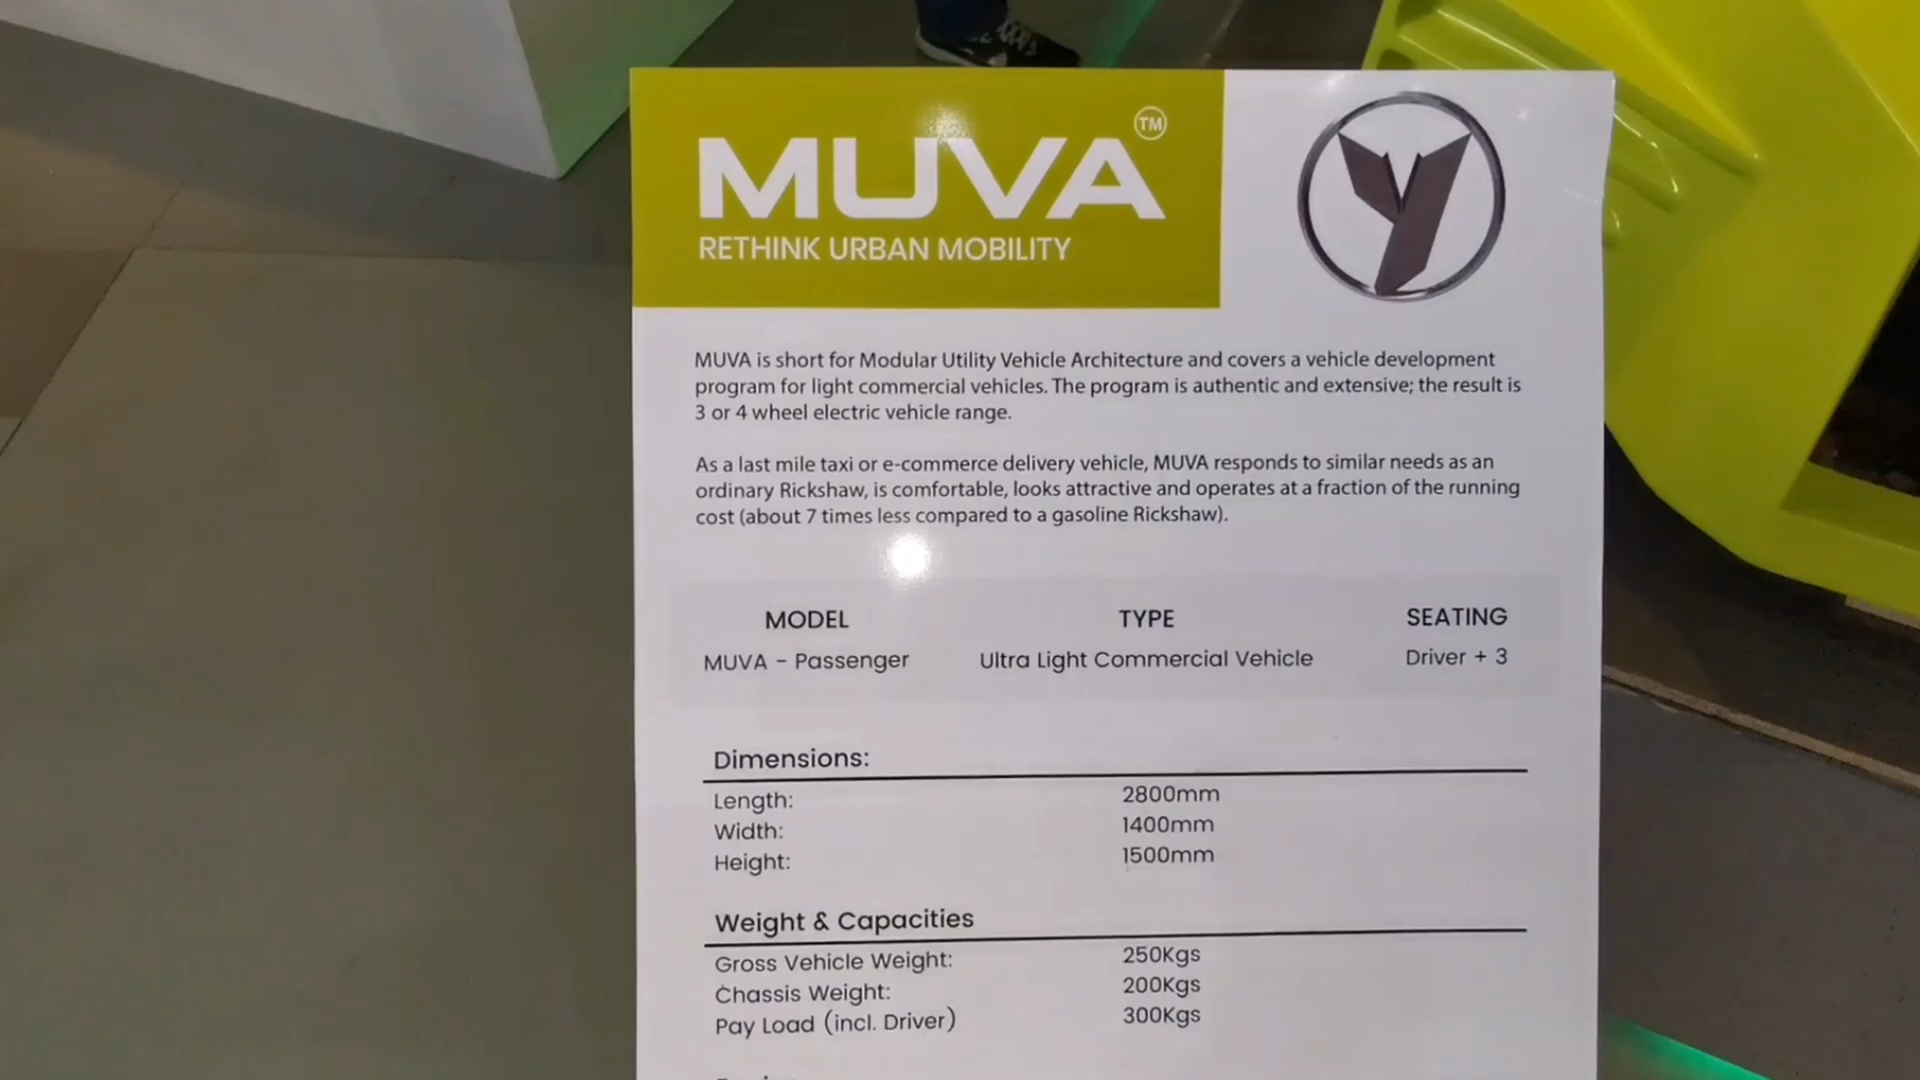 MUVA™
RETHINK URBAN MOBILITY
MUVA is short for Modular Utility Vehicle Architecture and covers a vehicle development
program for light commercial vehicles. The program is authentic and extensive; the result is
3 or 4 wheel electric vehicle range.
As a last mile taxi or e-commerce delivery vehicle, MUVA responds to similar needs as an
ordinary Rickshaw, is comfortable, looks attractive and operates at a fraction of the running
cost (about 7 times less compared to a gasoline Rickshaw).
MODEL TYPE SEATING
MUVA - Passenger Ultra Light Commercial Vehicle Driver + 3
Dimensions:
Length: 2800mm
Width: 1400mm
Height: 1500mm
Weight & Capacities
Gross Vehicle Weight: 250Kgs
Chassis Weight: 200Kgs
Pay Load (incl. Driver) 300Kgs